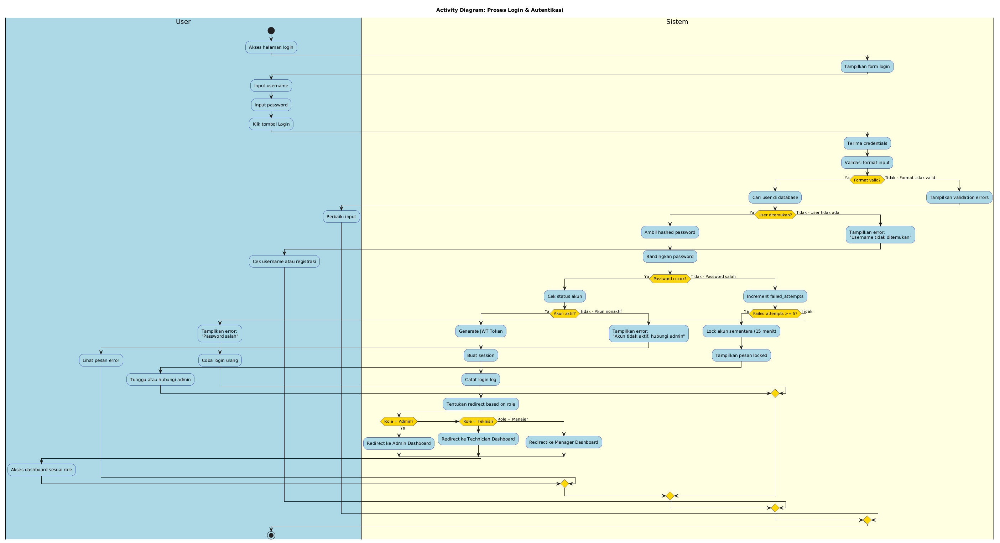 Activity Diagram: Proses Login & Autentikasi
User
Sistem
Akses halaman login
Tampilkan form login
Input username
Input password
Klik tombol Login
Terima credentials
Validasi format input
Ya
Format valid?
Tidak - Format tidak valid
Cari user di database
Tampilkan validation errors
Perbaiki input
Ya
User ditemukan?
Tidak - User tidak ada
Ambil hashed password
Tampilkan error:
"Username tidak ditemukan"
Cek username atau registrasi
Bandingkan password
Ya
Password cocok?
Tidak - Password salah
Cek status akun
Increment failed_attempts
Ya
Akun aktif?
Tidak - Akun nonaktif
Ya
Failed attempts >= 5?
Tidak
Tampilkan error:
"Password salah"
Generate JWT Token
Tampilkan error:
"Akun tidak aktif, hubungi admin"
Lock akun sementara (15 menit)
Lihat pesan error
Coba login ulang
Buat session
Tampilkan pesan locked
Tunggu atau hubungi admin
Catat login log
Tentukan redirect based on role
Role = Admin?
Role = Teknisi?
Role = Manajer
Ya
Redirect ke Admin Dashboard
Redirect ke Technician Dashboard
Redirect ke Manager Dashboard
Akses dashboard sesuai role